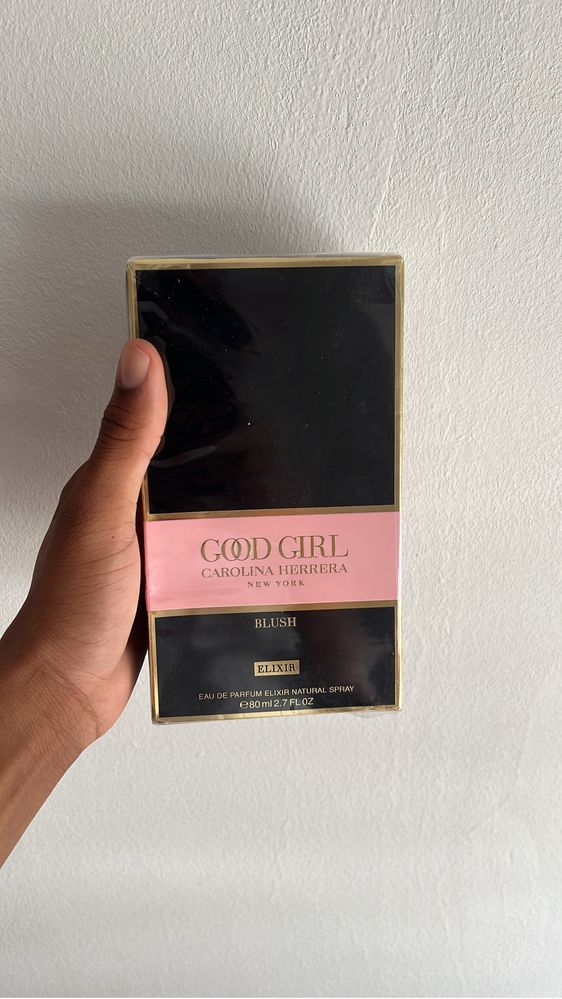 GOOD GIRL
CAROLINA HERRERA
NEW YORK
BLUSH
ELIXIR
EAU DE PARFUM ELIXIR NATURAL SPRAY
℮80 ml 2.7 FL OZ